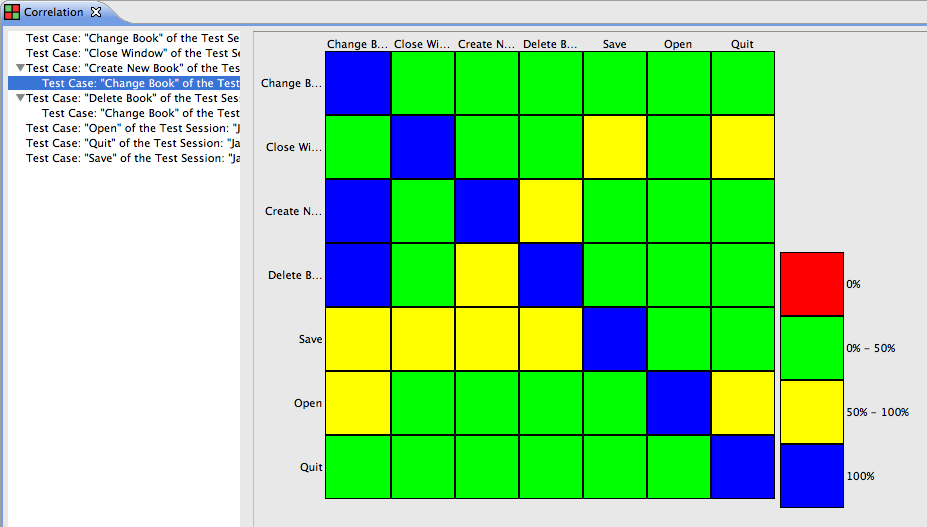 Correlation
Test Case: "Change Book" of the Test Se
Test Case: "Close Window" of the Test Se
Test Case: "Create New Book" of the Tes
Test Case: "Change Book" of the Test
Test Case: "Delete Book" of the Test Ses
Test Case: "Change Book" of the Test
Test Case: "Open" of the Test Session: "J
Test Case: "Quit" of the Test Session: "Ja
Test Case: "Save" of the Test Session: "Ja
Change B... Close Wi... Create N... Delete B... Save Open Quit
Change B...
Close Wi...
Create N...
Delete B...
Save
Open
Quit
0%
0% - 50%
50% - 100%
100%